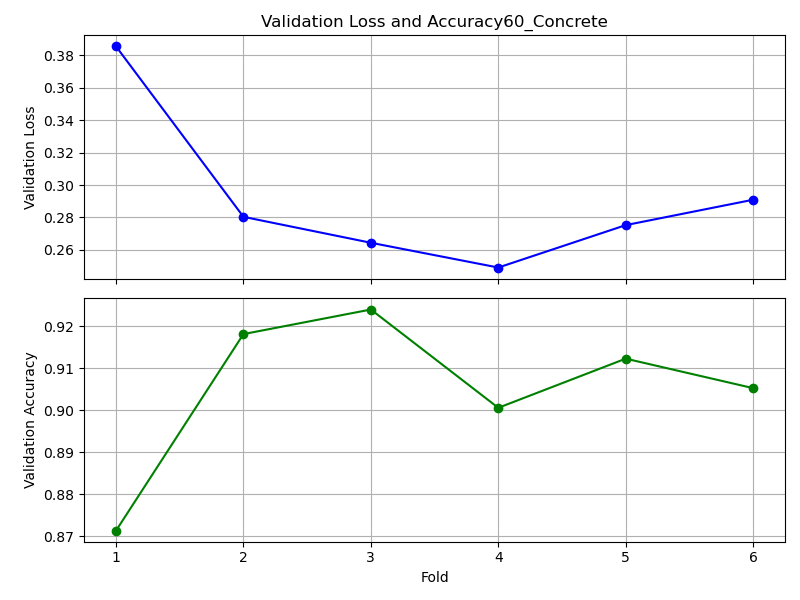 Validation Loss and Accuracy60_Concrete
Validation Loss
0.38
0.36
0.34
0.32
0.30
0.28
0.26
Validation Accuracy
0.92
0.91
0.90
0.89
0.88
0.87
1 2 3 4 5 6
Fold